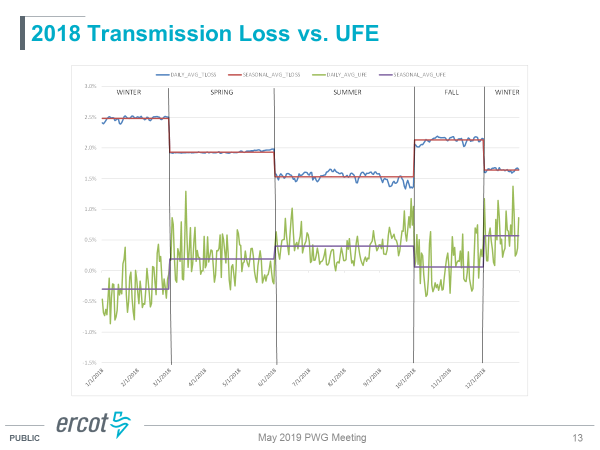 2018 Transmission Loss vs. UFE
DAILY_AVG_TLOSS SEASONAL_AVG_TLOSS DAILY_AVG_UFE SEASONAL_AVG_UFE
3.0%
WINTER SPRING SUMMER FALL WINTER
2.5%
2.0%
1.5%
1.0%
0.5%
0.0%
-0.5%
-1.0%
-1.5%
1/1/2018 2/1/2018 3/1/2018 4/1/2018 5/1/2018 6/1/2018 7/1/2018 8/1/2018 9/1/2018 10/1/2018 11/1/2018 12/1/2018
ercot
PUBLIC
May 2019 PWG Meeting
13